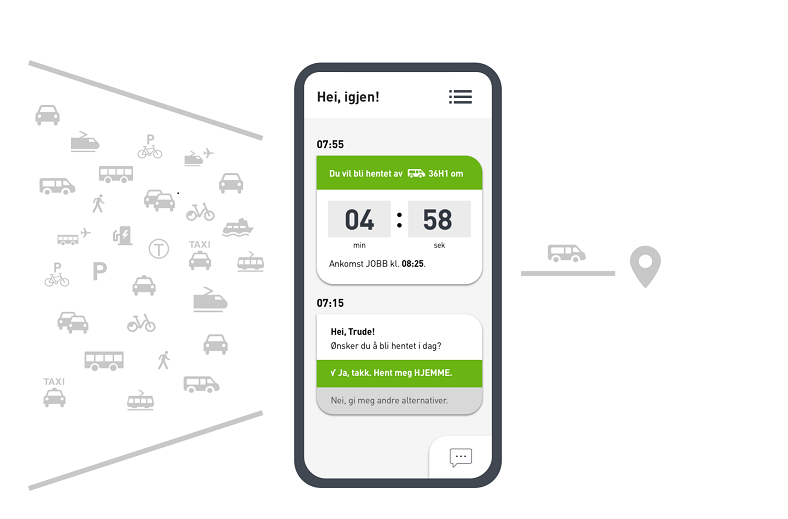 P
TAXI
T
P
P
TAXI
Hei, igjen!
07:55
Du vil bli hentet av 36H1 om
04 : 58
min sek
Ankomst JOBB kl. 08:25.
07:15
Hei, Trude!
Ønsker du å bli hentet i dag?
√ Ja, takk. Hent meg HJEMME.
Nei, gi meg andre alternativer.